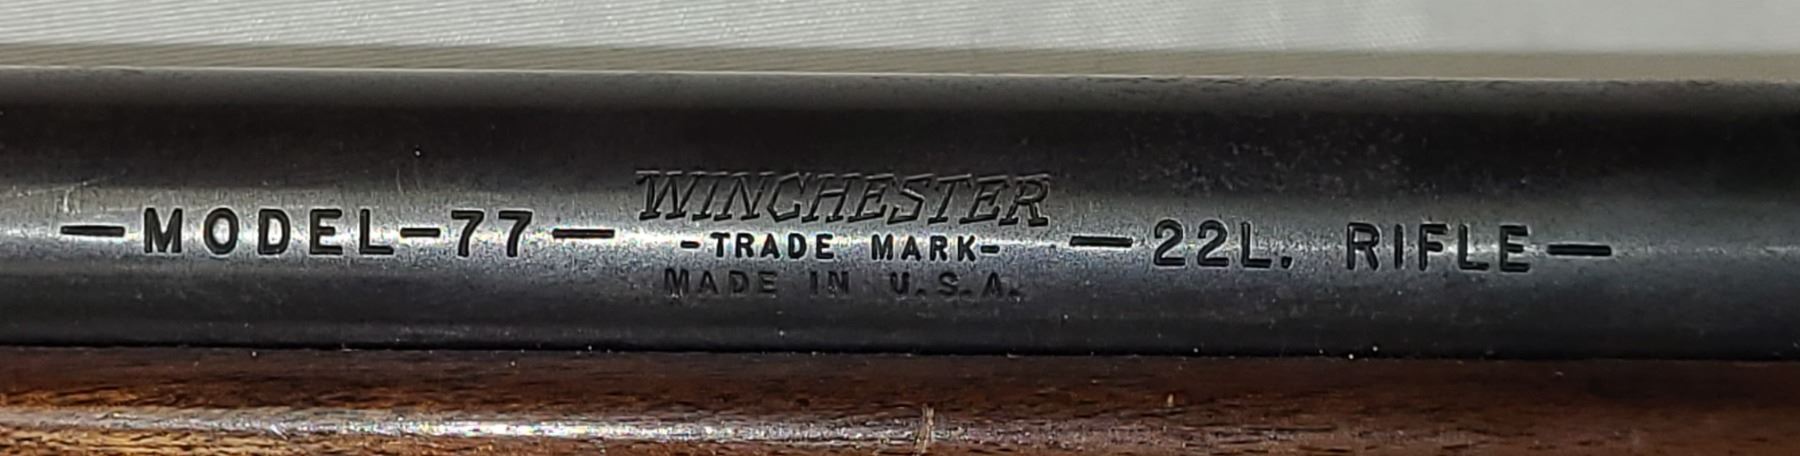 —MODEL-77— WINCHESTER —22L. RIFLE—
-TRADE MARK-
MADE IN U.S.A.